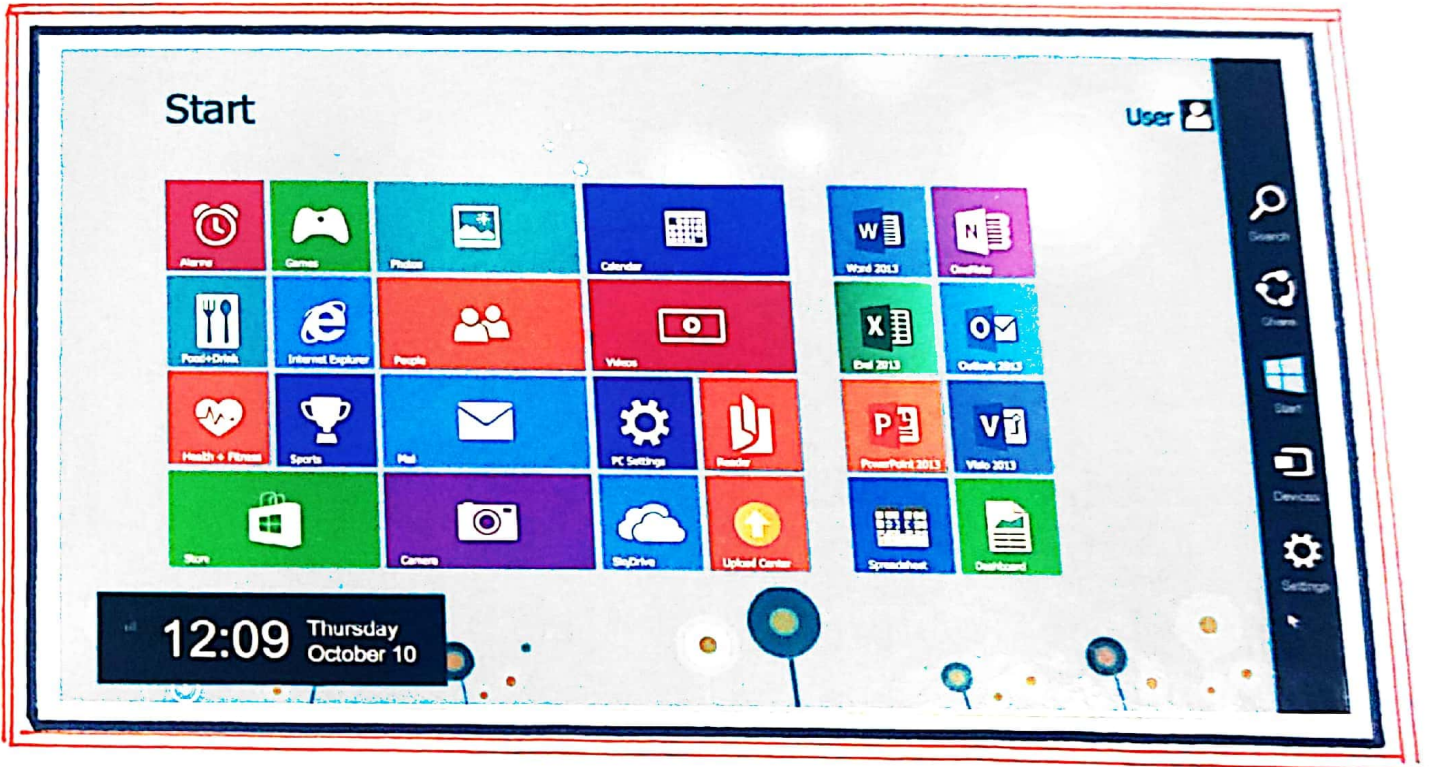 Start
User
Alarms
Games
Photos
Calendar
Word 2013
OneNote
Search
Food+Drink
Internet Explorer
People
Videos
Excel 2013
Outlook 2013
Share
Health + Fitness
Sports
Mail
PC Settings
Reader
PowerPoint 2013
Visio 2013
Start
Store
Camera
SkyDrive
Upload Center
Spreadsheet
Dashboard
Devices
Settings
12:09
Thursday
October 10